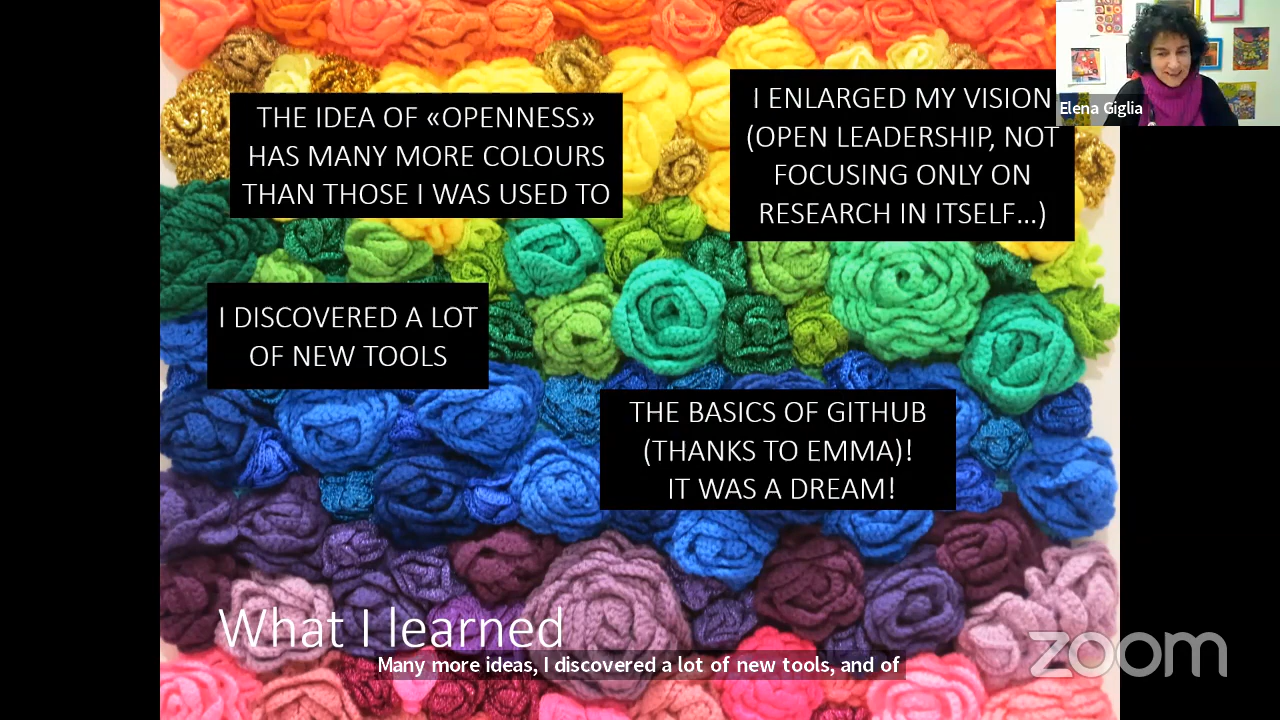 THE IDEA OF «OPENNESS»
HAS MANY MORE COLOURS
THAN THOSE I WAS USED TO
I ENLARGED MY VISION
(OPEN LEADERSHIP, NOT
FOCUSING ONLY ON
RESEARCH IN ITSELF...)
Elena Giglia
I DISCOVERED A LOT
OF NEW TOOLS
THE BASICS OF GITHUB
(THANKS TO EMMA)!
IT WAS A DREAM!
What I learned
Many more ideas, I discovered a lot of new tools, and of
zoom